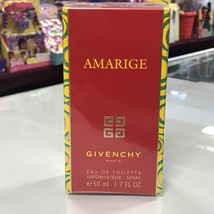 AMARIGE
GIVENCHY
PARIS
EAU DE TOILETTE
VAPORISATEUR - SPRAY
℮ 50 ml - 1.7 FL.OZ